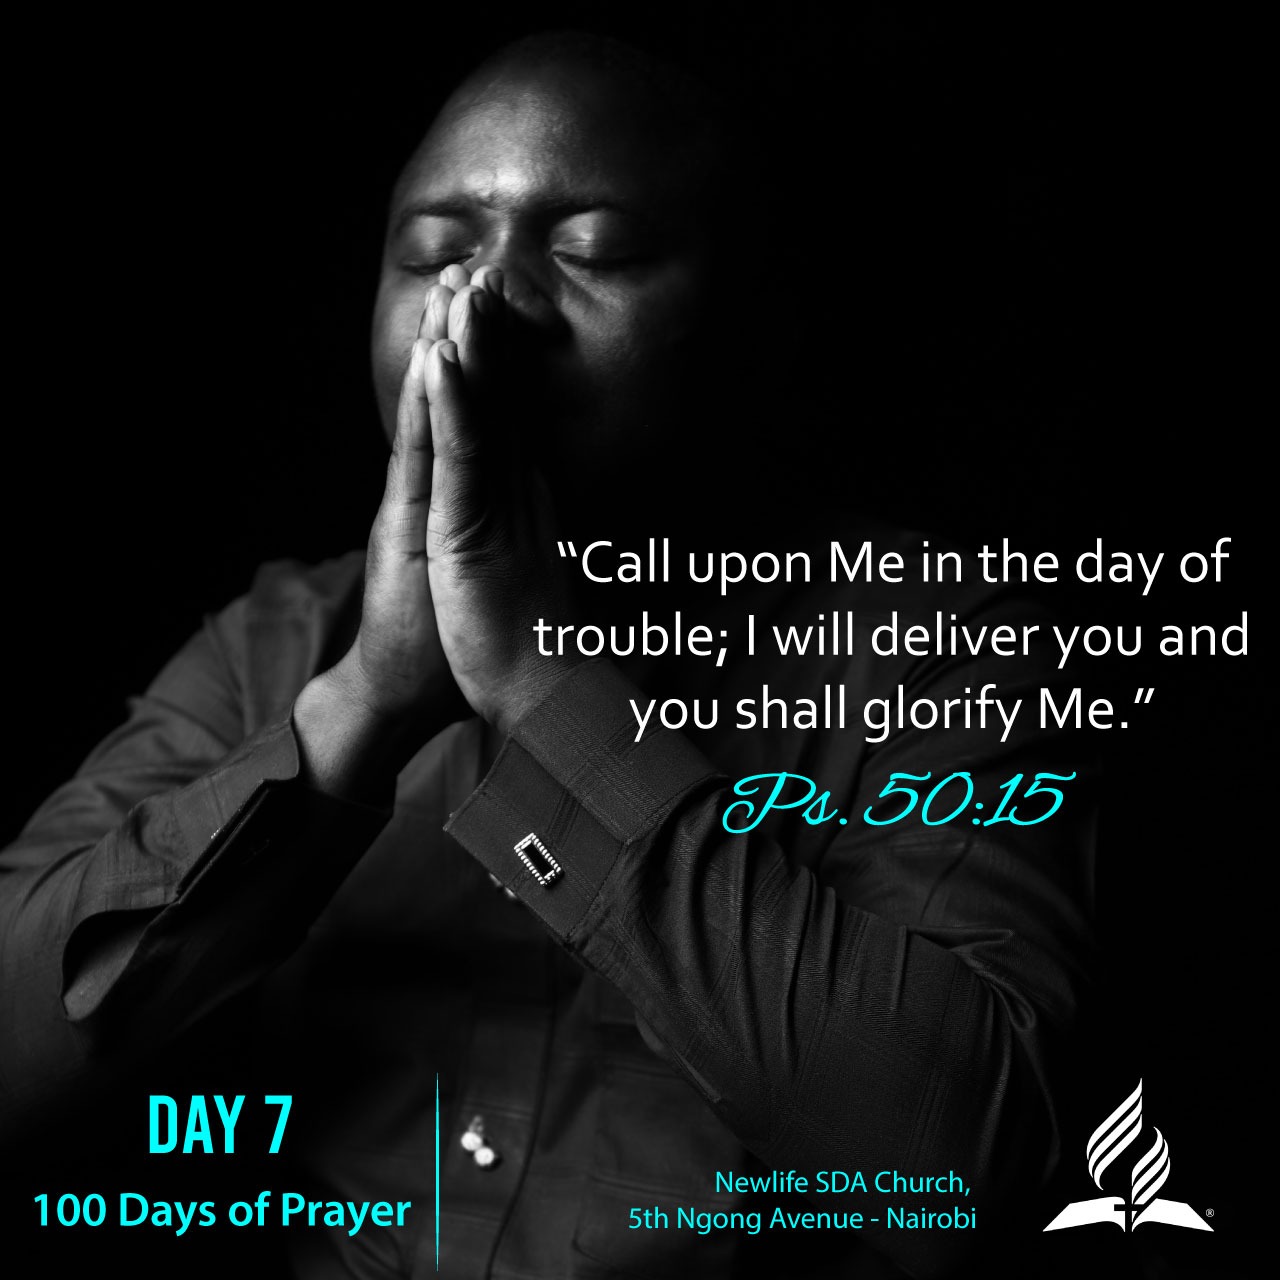 “Call upon Me in the day of
trouble; I will deliver you and
you shall glorify Me.”
Ps. 50:15
DAY 7
100 Days of Prayer
Newlife SDA Church,
5th Ngong Avenue - Nairobi
®